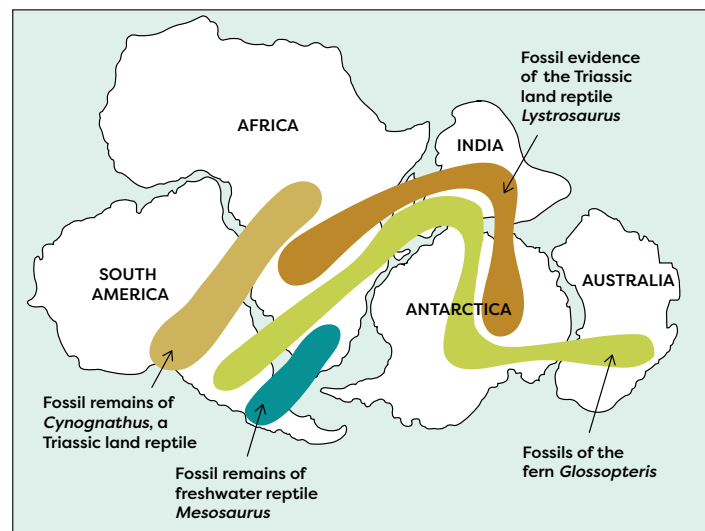 Fossil evidence
of the Triassic
land reptile
Lystrosaurus
AFRICA
INDIA
SOUTH
AMERICA
ANTARCTICA
AUSTRALIA
Fossil remains of
Cynognathus, a
Triassic land reptile
Fossil remains of
freshwater reptile
Mesosaurus
Fossils of the
fern Glossopteris